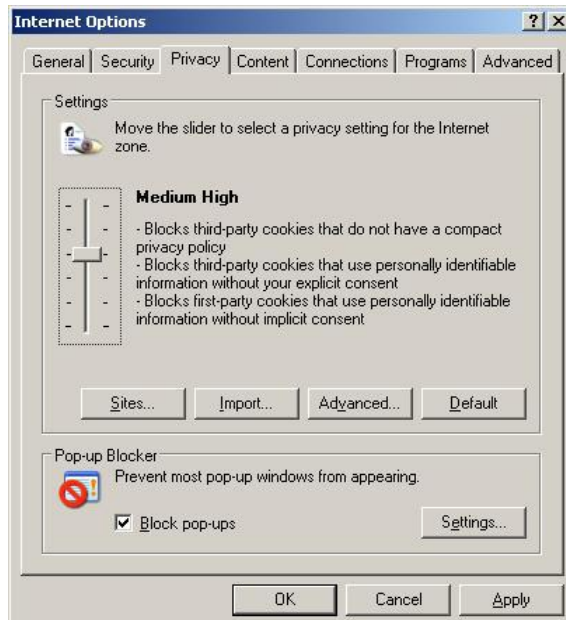 Internet Options
General Security Privacy Content Connections Programs Advanced
Settings
Move the slider to select a privacy setting for the Internet
zone.
Medium High
- Blocks third-party cookies that do not have a compact
privacy policy
- Blocks third-party cookies that use personally identifiable
information without your explicit consent
- Blocks first-party cookies that use personally identifiable
information without implicit consent
Sites... Import... Advanced... Default
Pop-up Blocker
Prevent most pop-up windows from appearing.
Block pop-ups Settings...
OK Cancel Apply